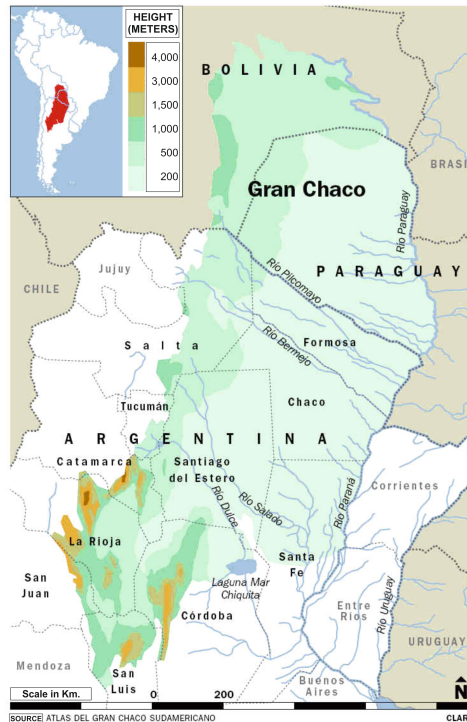 HEIGHT
(METERS)
4,000
3,000
1,500
1,000
500
200
BOLIVIA
BRASI
Gran Chaco
Río Paraguay
Jujuy
Río Pilcomayo
PARAGUAY
CHILE
Río Bermejo
Formosa
Salta
Chaco
Tucumán
ARGENTINA
Catamarca
Santiago
del Estero
Río Dulce
Río Salado
Río Paraná
Corrientes
La Rioja
Santa
Fe
San
Juan
Laguna Mar
Chiquita
Córdoba
Entre
Ríos
Río Uruguay
URUGUAY
Mendoza
San
Luis
Buenos
Aires
N
Scale in Km.
0
200
SOURCE ATLAS DEL GRAN CHACO SUDAMERICANO
CLA